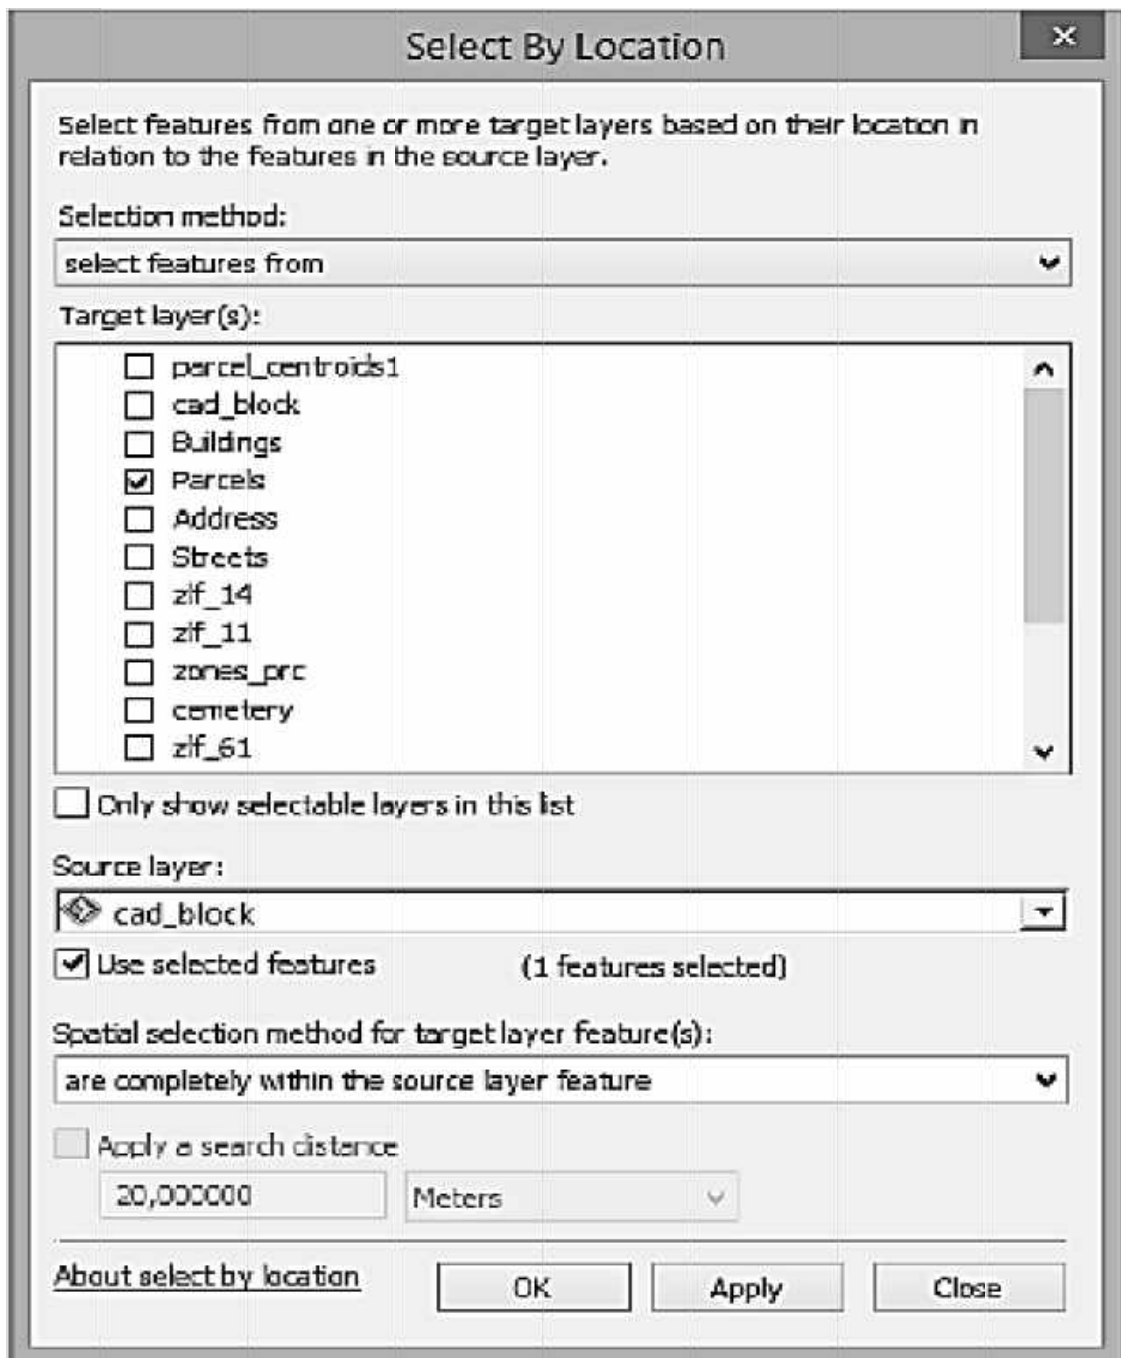 Select By Location
Select features from one or more target layers based on their location in
relation to the features in the source layer.
Selection method:
select features from
Target layer(s):
parcel_centroids1
cad_block
Buildings
Parcels
Address
Streets
zlf_14
zlf_11
zones_prc
cemetery
zlf_61
Only show selectable layers in this list
Source layer:
cad_block
Use selected features (1 features selected)
Spatial selection method for target layer feature(s):
are completely within the source layer feature
Apply a search distance
20,000000 Meters
About select by location OK Apply Close